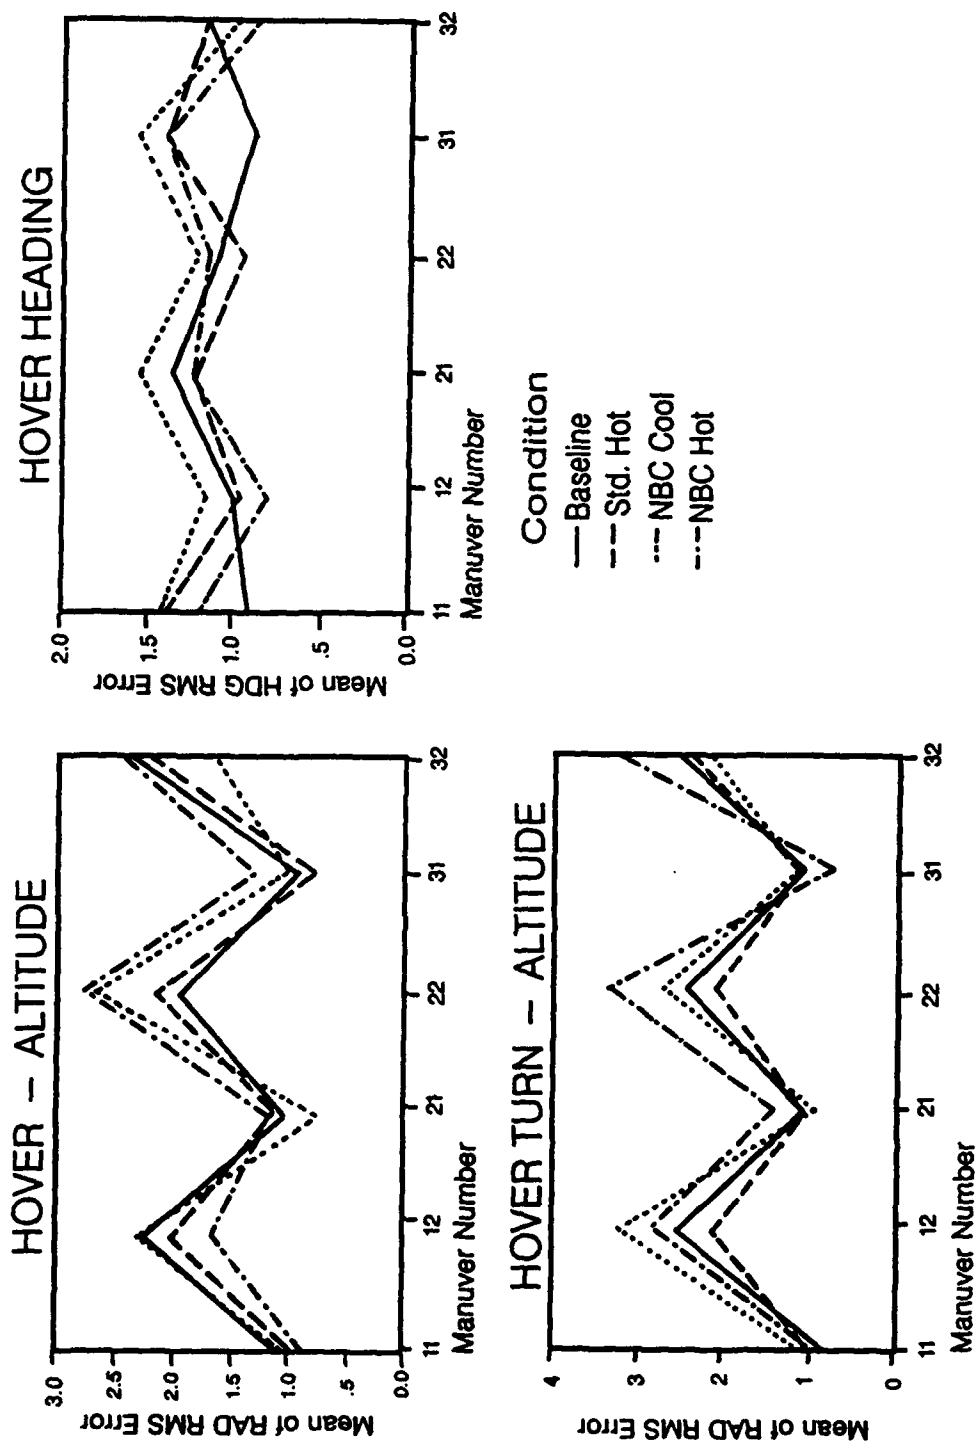 HOVER – ALTITUDE
Mean of RAD RMS Error
3.0
2.5
2.0
1.5
1.0
0.0
11
12
21
22
31
32
Manuver Number
HOVER HEADING
Mean of HDG RMS Error
2.0
1.5
1.0
.5
0.0
11
12
21
22
31
32
Manuver Number
HOVER TURN – ALTITUDE
Mean of RAD RMS Error
4
3
2
1
0
11
12
21
22
31
32
Manuver Number
Condition
Baseline
Std. Hot
NBC Cool
NBC Hot